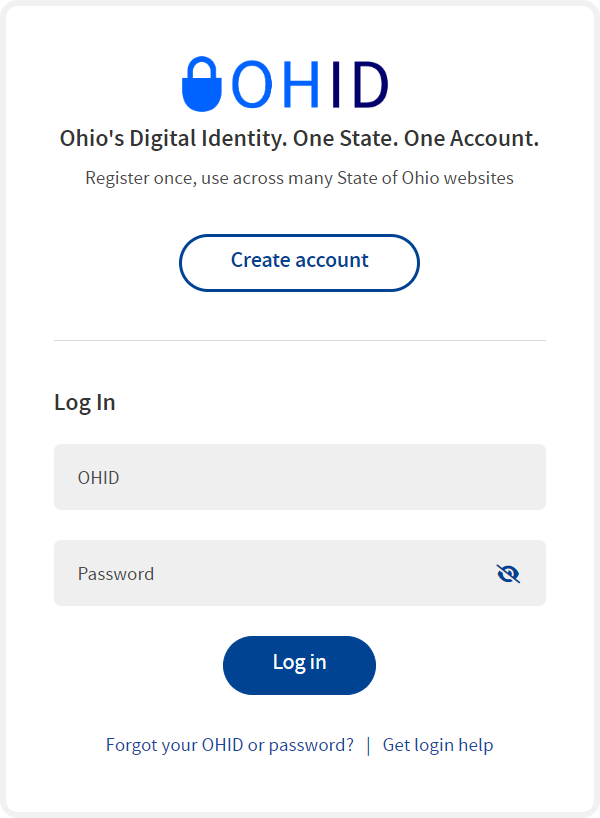 OHID
Ohio's Digital Identity. One State. One Account.
Register once, use across many State of Ohio websites
Create account
Log In
OHID
Password
Log in
Forgot your OHID or password? | Get login help